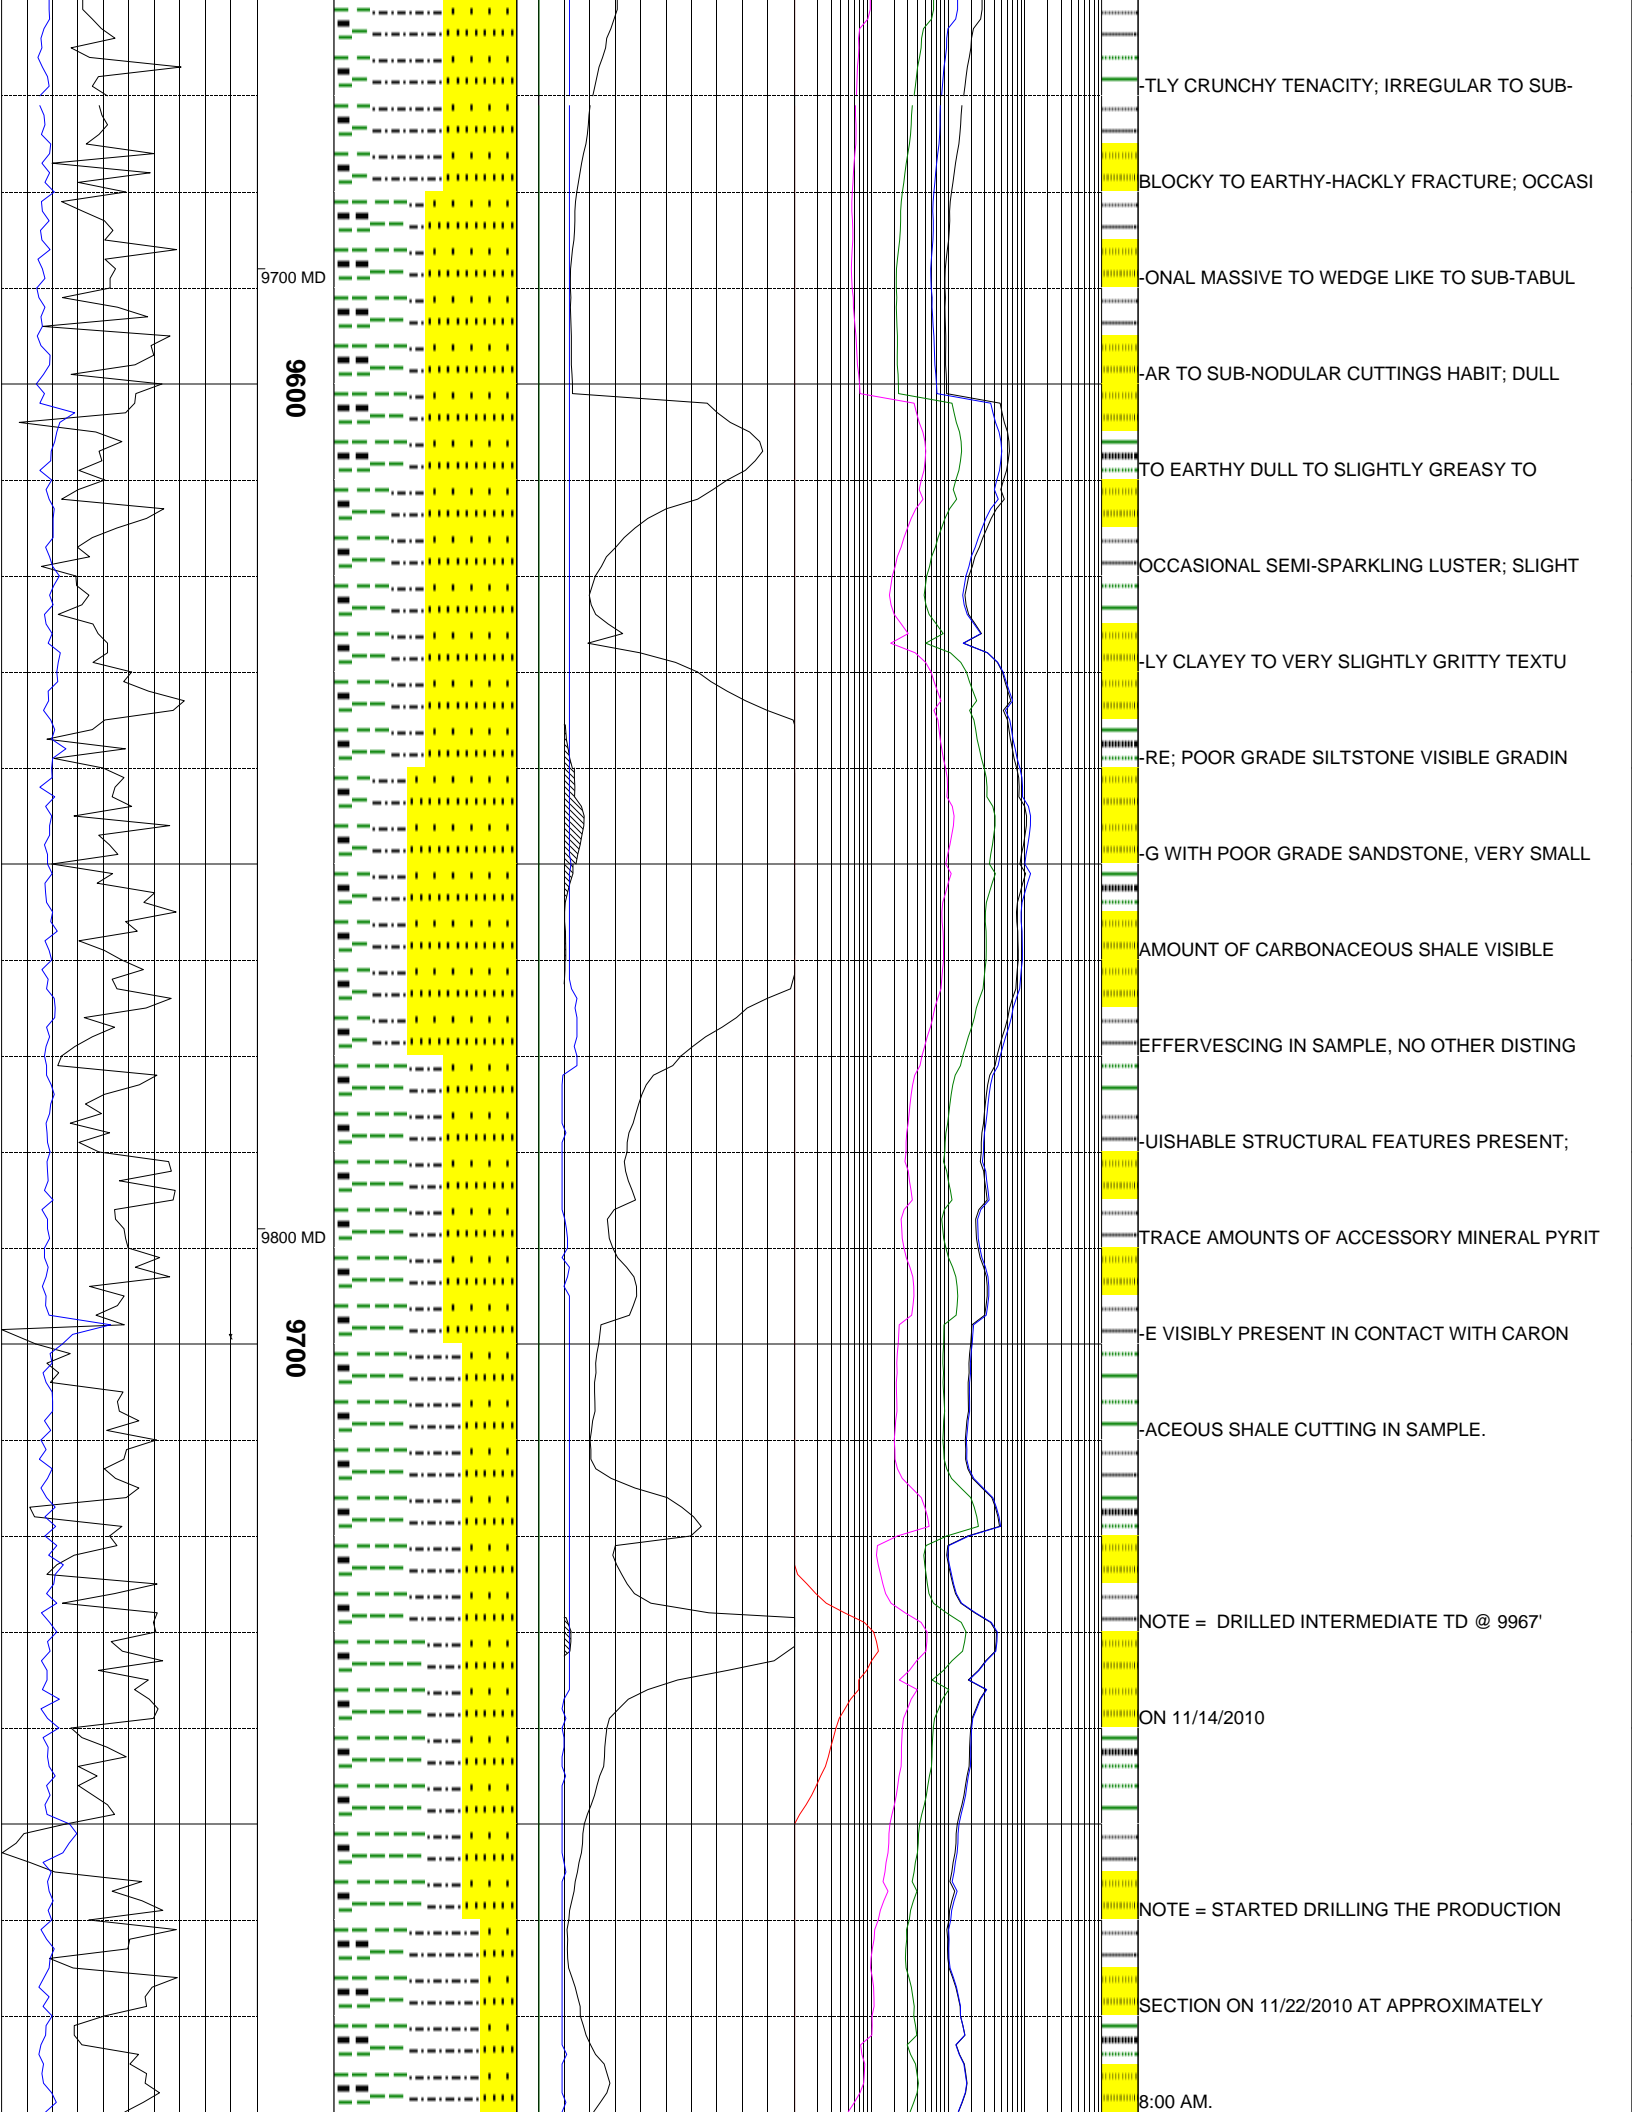 -TLY CRUNCHY TENACITY; IRREGULAR TO SUB-
BLOCKY TO EARTHY-HACKLY FRACTURE; OCCASI
9700 MD
-ONAL MASSIVE TO WEDGE LIKE TO SUB-TABUL
9600
-AR TO SUB-NODULAR CUTTINGS HABIT; DULL
TO EARTHY DULL TO SLIGHTLY GREASY TO
OCCASIONAL SEMI-SPARKLING LUSTER; SLIGHT
-LY CLAYEY TO VERY SLIGHTLY GRITTY TEXTU
-RE; POOR GRADE SILTSTONE VISIBLE GRADIN
-G WITH POOR GRADE SANDSTONE, VERY SMALL
AMOUNT OF CARBONACEOUS SHALE VISIBLE
EFFERVESCING IN SAMPLE, NO OTHER DISTING
-UISHABLE STRUCTURAL FEATURES PRESENT;
9800 MD
TRACE AMOUNTS OF ACCESSORY MINERAL PYRIT
9700
-E VISIBLY PRESENT IN CONTACT WITH CARON
-ACEOUS SHALE CUTTING IN SAMPLE.
NOTE =  DRILLED INTERMEDIATE TD @ 9967'
ON 11/14/2010
NOTE = STARTED DRILLING THE PRODUCTION
SECTION ON 11/22/2010 AT APPROXIMATELY
8:00 AM.